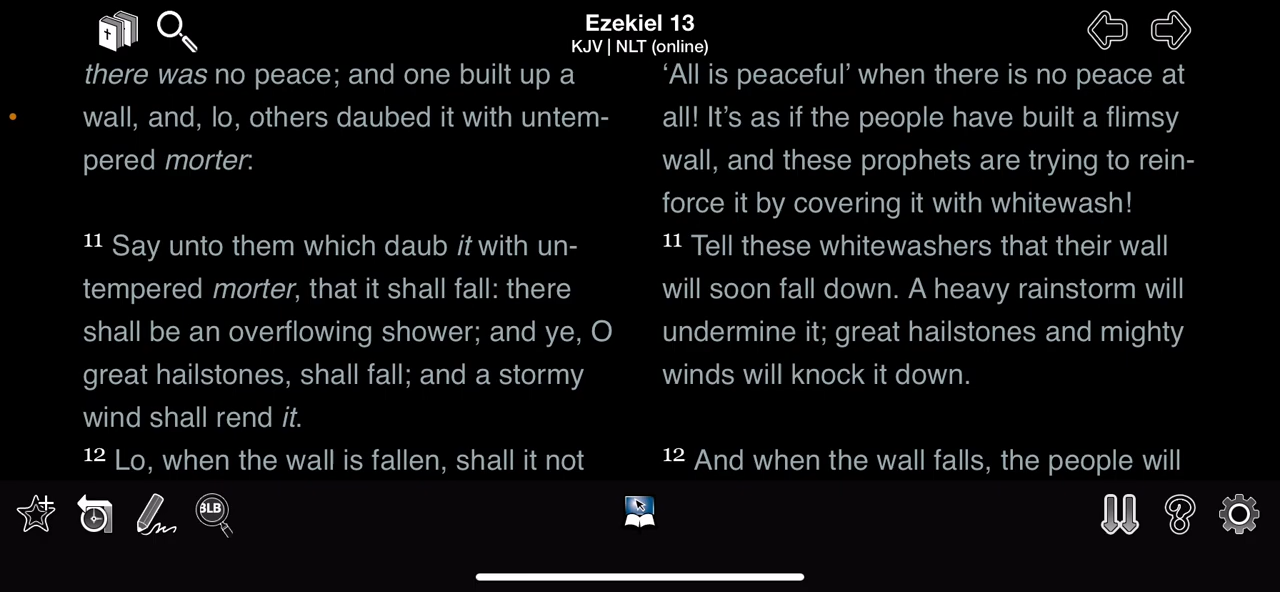 Ezekiel 13
KJV | NLT (online)
there was no peace; and one built up a
wall, and, lo, others daubed it with untem-
pered morter:
11 Say unto them which daub it with un-
tempered morter, that it shall fall: there
shall be an overflowing shower; and ye, O
great hailstones, shall fall; and a stormy
wind shall rend it.
12 Lo, when the wall is fallen, shall it not
‘All is peaceful’ when there is no peace at
all! It’s as if the people have built a flimsy
wall, and these prophets are trying to rein-
force it by covering it with whitewash!
11 Tell these whitewashers that their wall
will soon fall down. A heavy rainstorm will
undermine it; great hailstones and mighty
winds will knock it down.
12 And when the wall falls, the people will
BLB